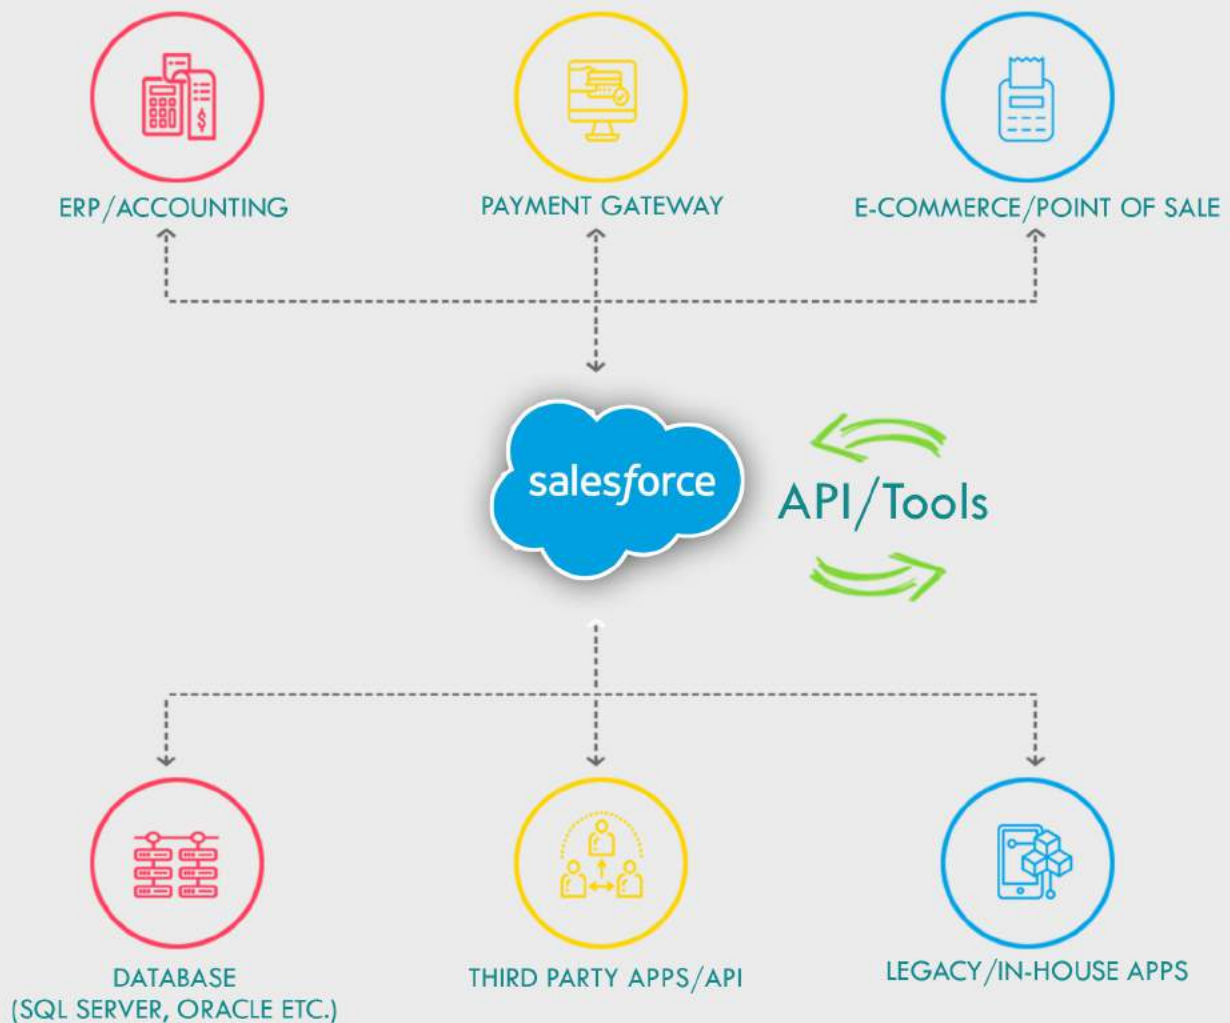 ERP/ACCOUNTING
PAYMENT GATEWAY
E-COMMERCE/POINT OF SALE
salesforce
API/Tools
DATABASE
(SQL SERVER, ORACLE ETC.)
THIRD PARTY APPS/API
LEGACY/IN-HOUSE APPS